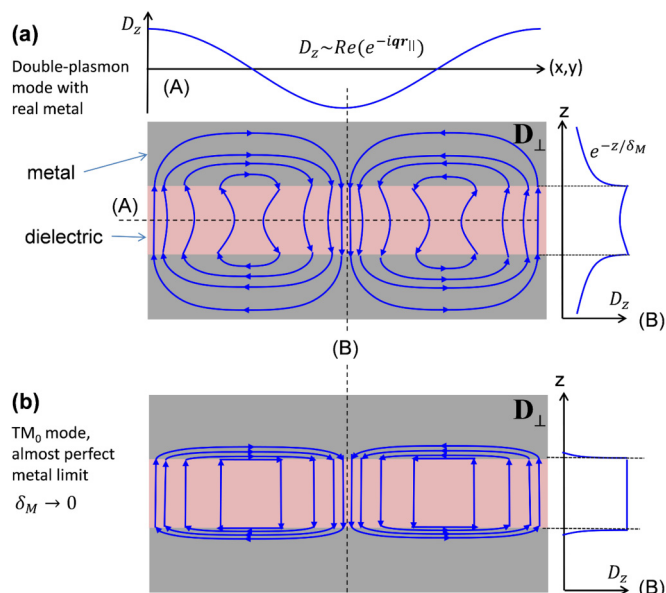 (a)
D_z
D_z~Re(e^{-iqr_{||}})
(x,y)
Double-plasmon
mode with
real metal
(A)
z
D_⊥
e^{-z/δ_M}
metal
(A)
dielectric
D_z
(B)
(B)
(b)
z
D_⊥
TM_0 mode,
almost perfect
metal limit
δ_M → 0
D_z
(B)